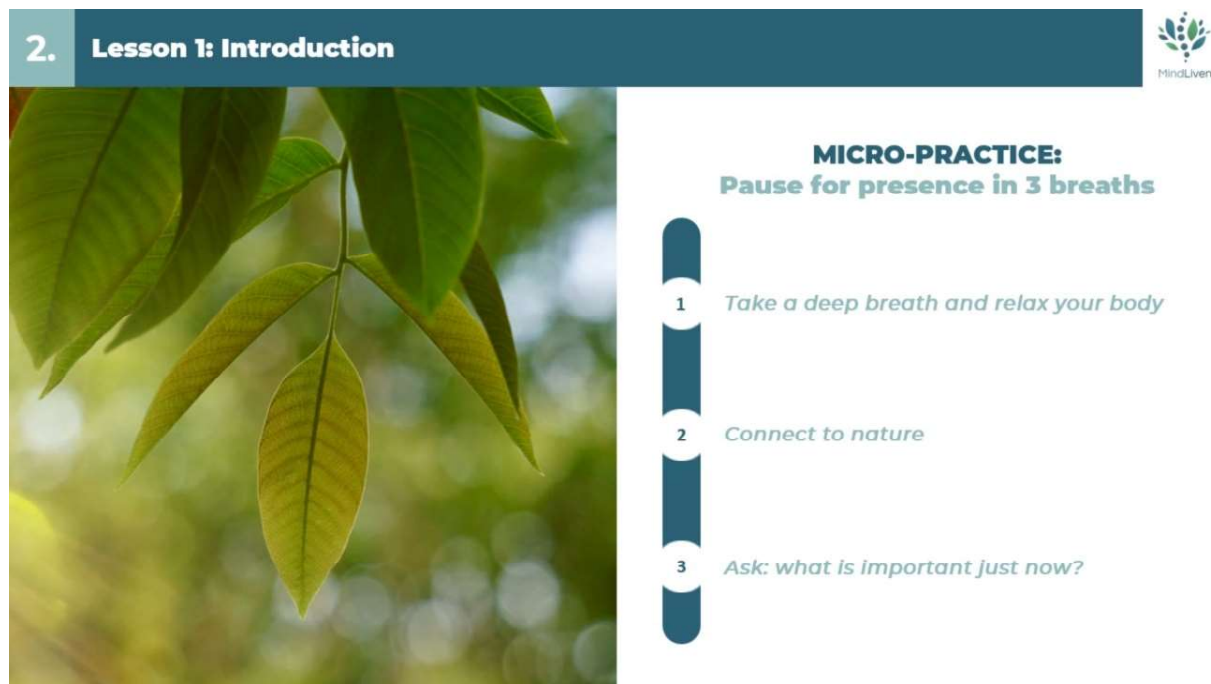 2.
Lesson 1: Introduction
MindLiven
MICRO-PRACTICE:
Pause for presence in 3 breaths
1
Take a deep breath and relax your body
2
Connect to nature
3
Ask: what is important just now?